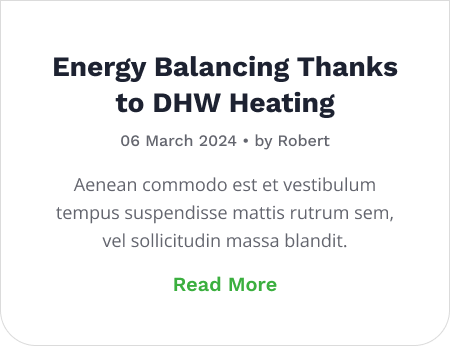 Energy Balancing Thanks
to DHW Heating
06 March 2024 • by Robert
Aenean commodo est et vestibulum
tempus suspendisse mattis rutrum sem,
vel sollicitudin massa blandit.
Read More